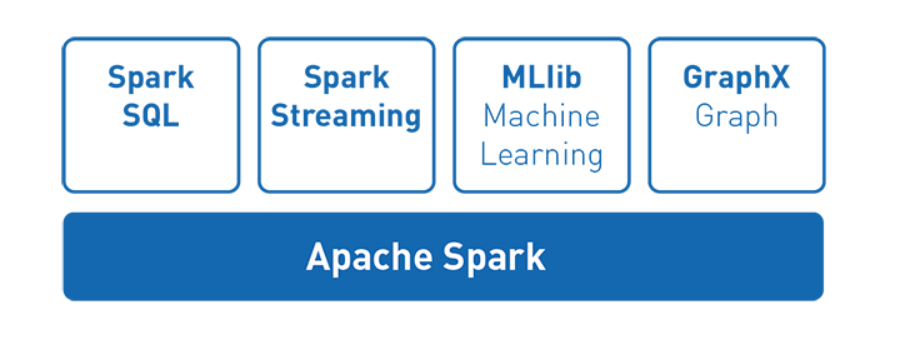 Spark
SQL
Spark
Streaming
MLlib
Machine
Learning
GraphX
Graph
Apache Spark